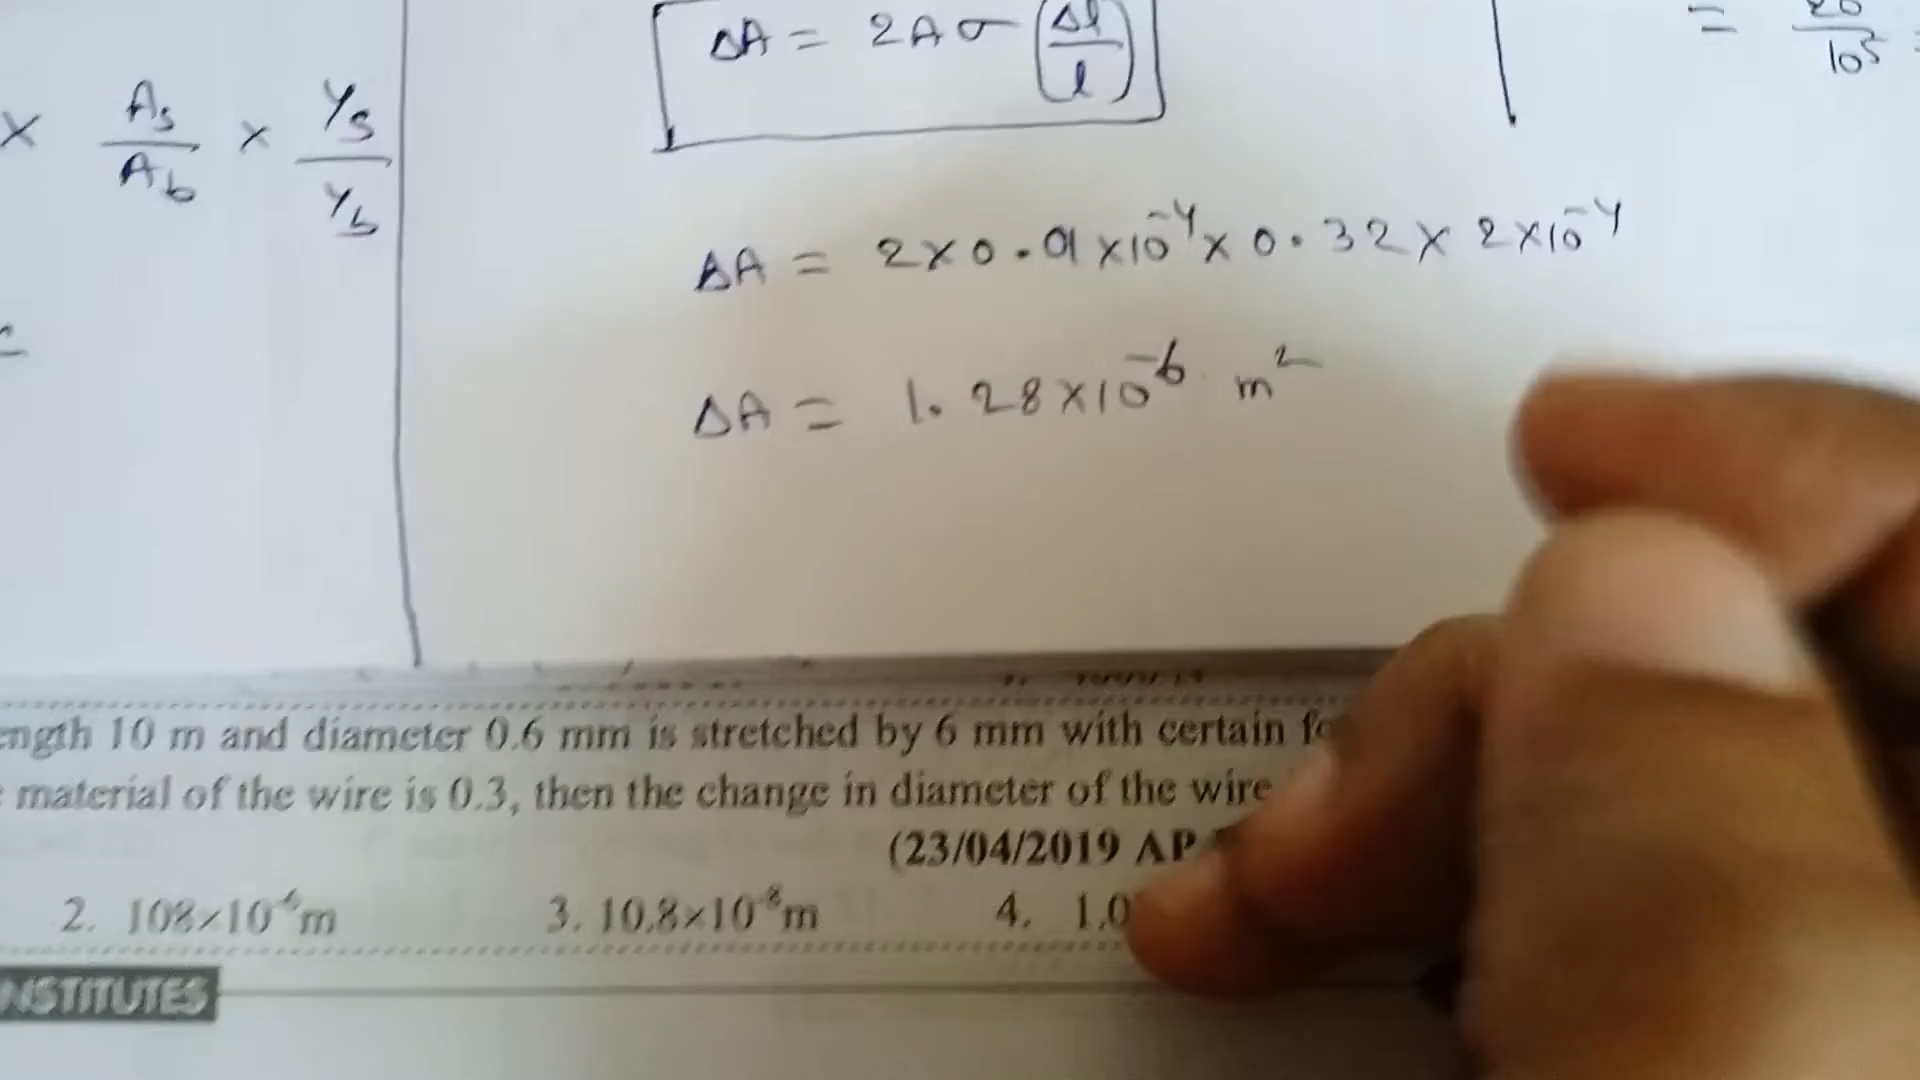 × As/Ab × Ys/Yb
ΔA = 2Aσ (Δl/l)
= 20/10⁵ =
ΔA = 2×0.01×10⁻⁴×0.32×2×10⁻⁴
ΔA = 1.28×10⁻⁶ m²
ength 10 m and diameter 0.6 mm is stretched by 6 mm with certain fo
material of the wire is 0.3, then the change in diameter of the wire
(23/04/2019 AP
2. 108×10⁻⁶m 3. 10.8×10⁻⁸m 4. 1.0
NSTITUTES